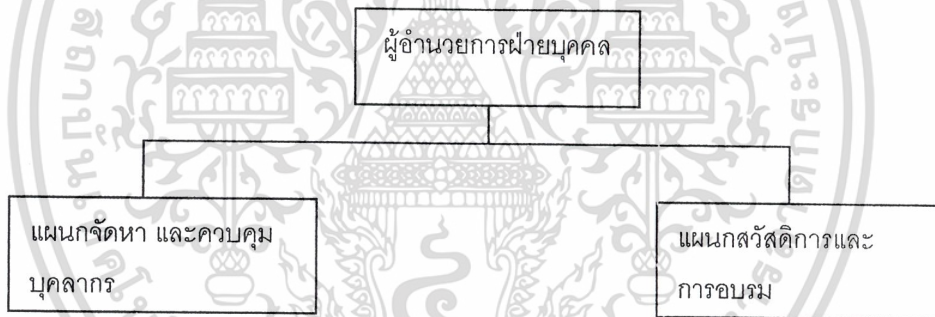 ผู้อำนวยการฝ่ายบุคคล
แผนกจัดหา และควบคุม
บุคลากร
แผนกสวัสดิการและ
การอบรม